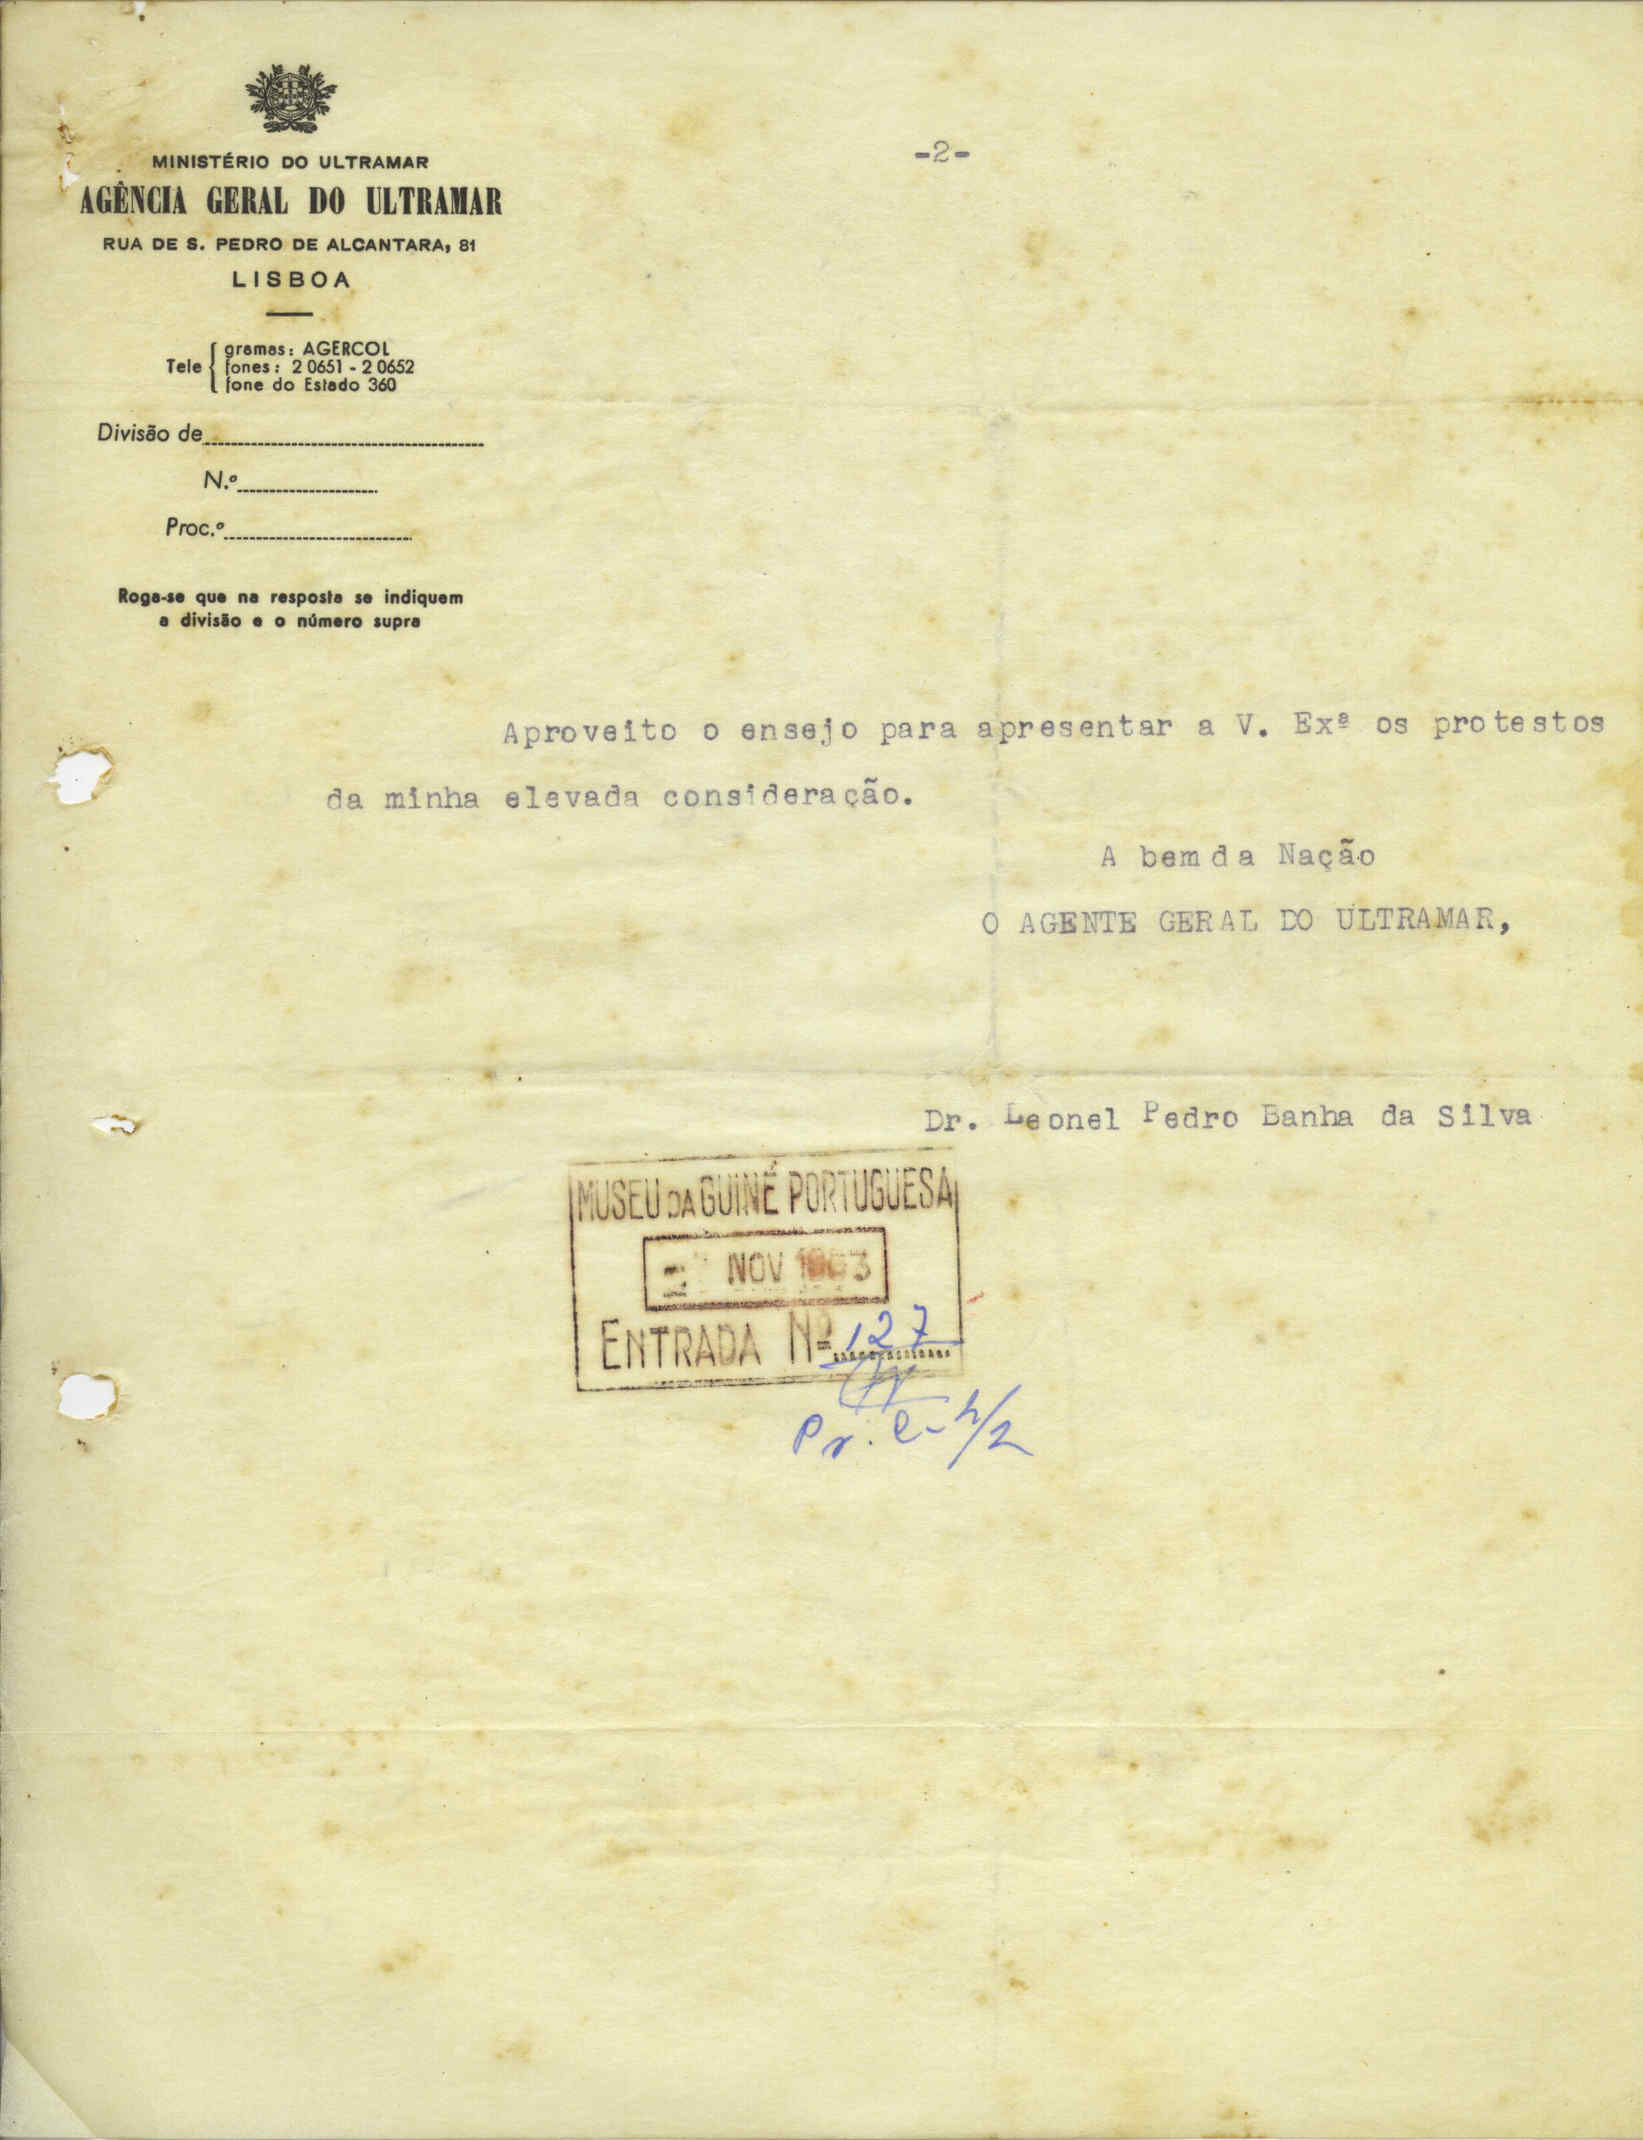 MINISTÉRIO DO ULTRAMAR
AGÊNCIA GERAL DO ULTRAMAR
RUA DE S. PEDRO DE ALCANTARA, 81
LISBOA
-2-
Tele { gramas: AGERCOL
fones: 2 0651 - 2 0652
fone do Estado 360
Divisão de
N.º
Proc.º
Roga-se que na resposta se indiquem
a divisão e o número supra
Aproveito o ensejo para apresentar a V. Exª os protestos
da minha elevada consideração.
A bem da Nação
O AGENTE GERAL DO ULTRAMAR,
Dr. Leonel Pedro Banha da Silva
MUSEU DA GUINÉ PORTUGUESA
NOV
ENTRADA Nº 127
Pr.